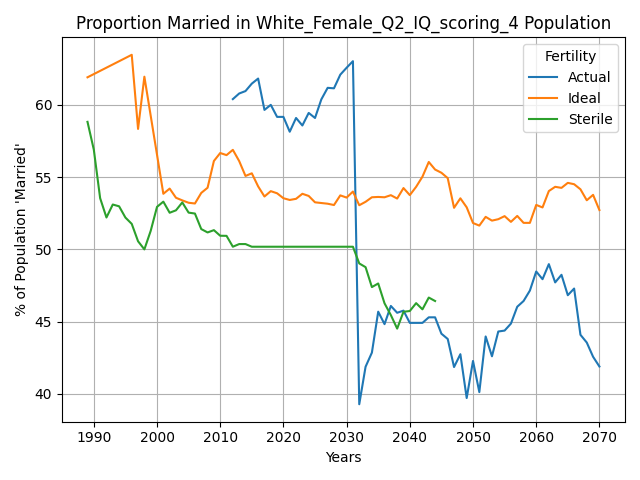 Proportion Married in White_Female_Q2_IQ_scoring_4 Population
Fertility
Actual
Ideal
Sterile
% of Population 'Married'
60
55
50
45
40
1990
2000
2010
2020
2030
2040
2050
2060
2070
Years